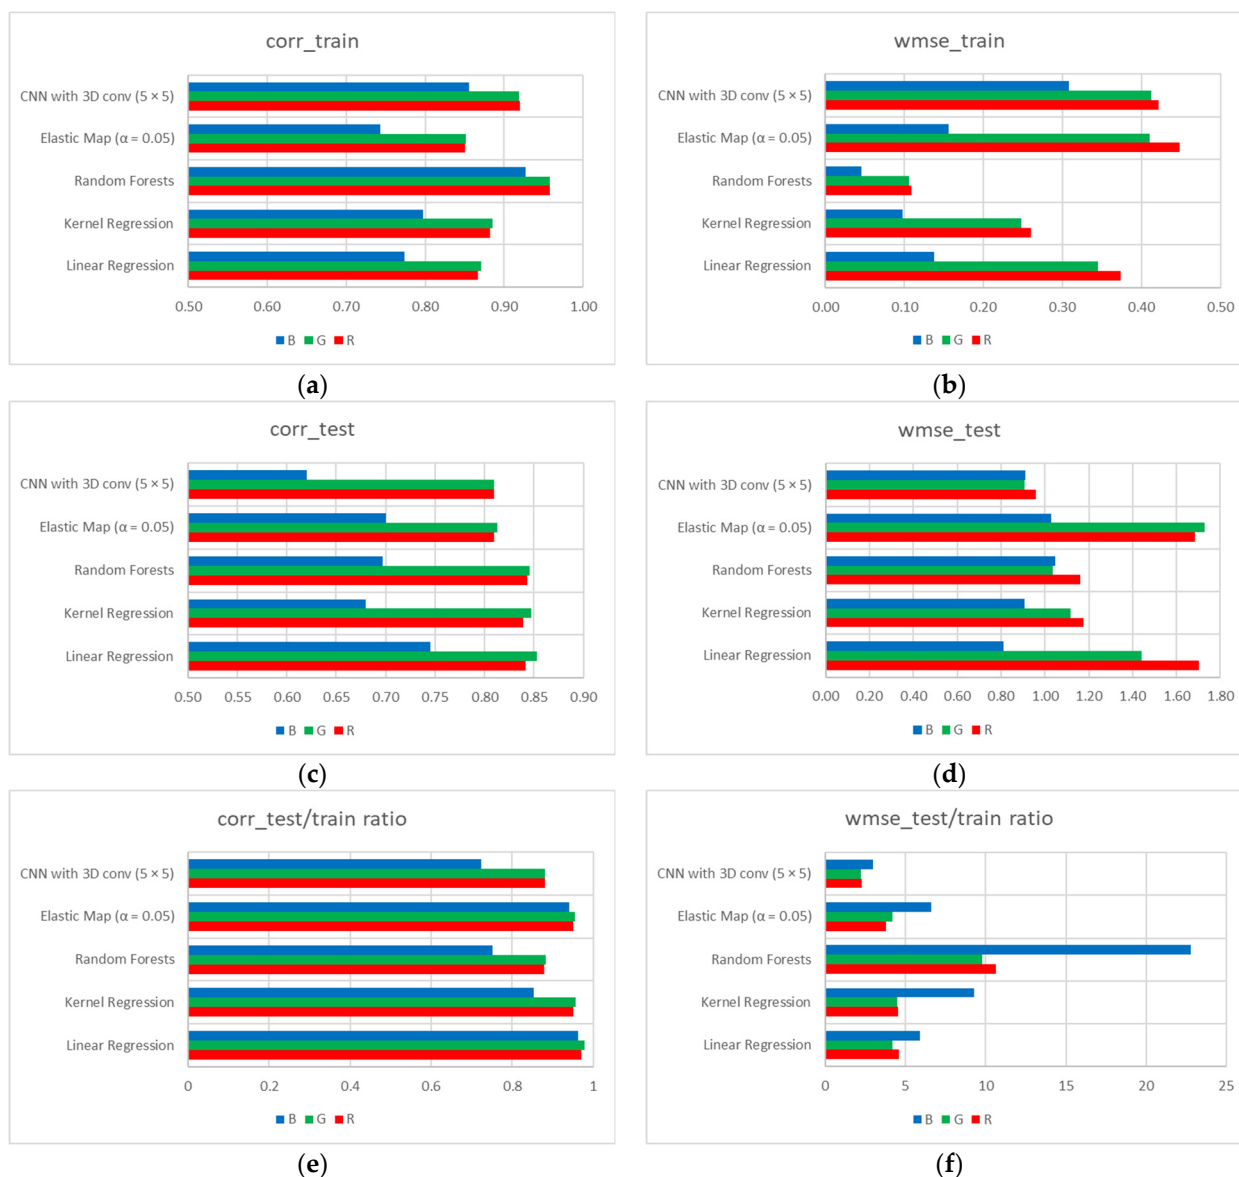 corr_train
CNN with 3D conv (5 × 5)
Elastic Map (α = 0.05)
Random Forests
Kernel Regression
Linear Regression
0.50 0.60 0.70 0.80 0.90 1.00
B G R
(a)
wmse_train
CNN with 3D conv (5 × 5)
Elastic Map (α = 0.05)
Random Forests
Kernel Regression
Linear Regression
0.00 0.10 0.20 0.30 0.40 0.50
B G R
(b)
corr_test
CNN with 3D conv (5 × 5)
Elastic Map (α = 0.05)
Random Forests
Kernel Regression
Linear Regression
0.50 0.55 0.60 0.65 0.70 0.75 0.80 0.85 0.90
B G R
(c)
wmse_test
CNN with 3D conv (5 × 5)
Elastic Map (α = 0.05)
Random Forests
Kernel Regression
Linear Regression
0.00 0.20 0.40 0.60 0.80 1.00 1.20 1.40 1.60 1.80
B G R
(d)
corr_test/train ratio
CNN with 3D conv (5 × 5)
Elastic Map (α = 0.05)
Random Forests
Kernel Regression
Linear Regression
0 0.2 0.4 0.6 0.8 1
B G R
(e)
wmse_test/train ratio
CNN with 3D conv (5 × 5)
Elastic Map (α = 0.05)
Random Forests
Kernel Regression
Linear Regression
0 5 10 15 20 25
B G R
(f)